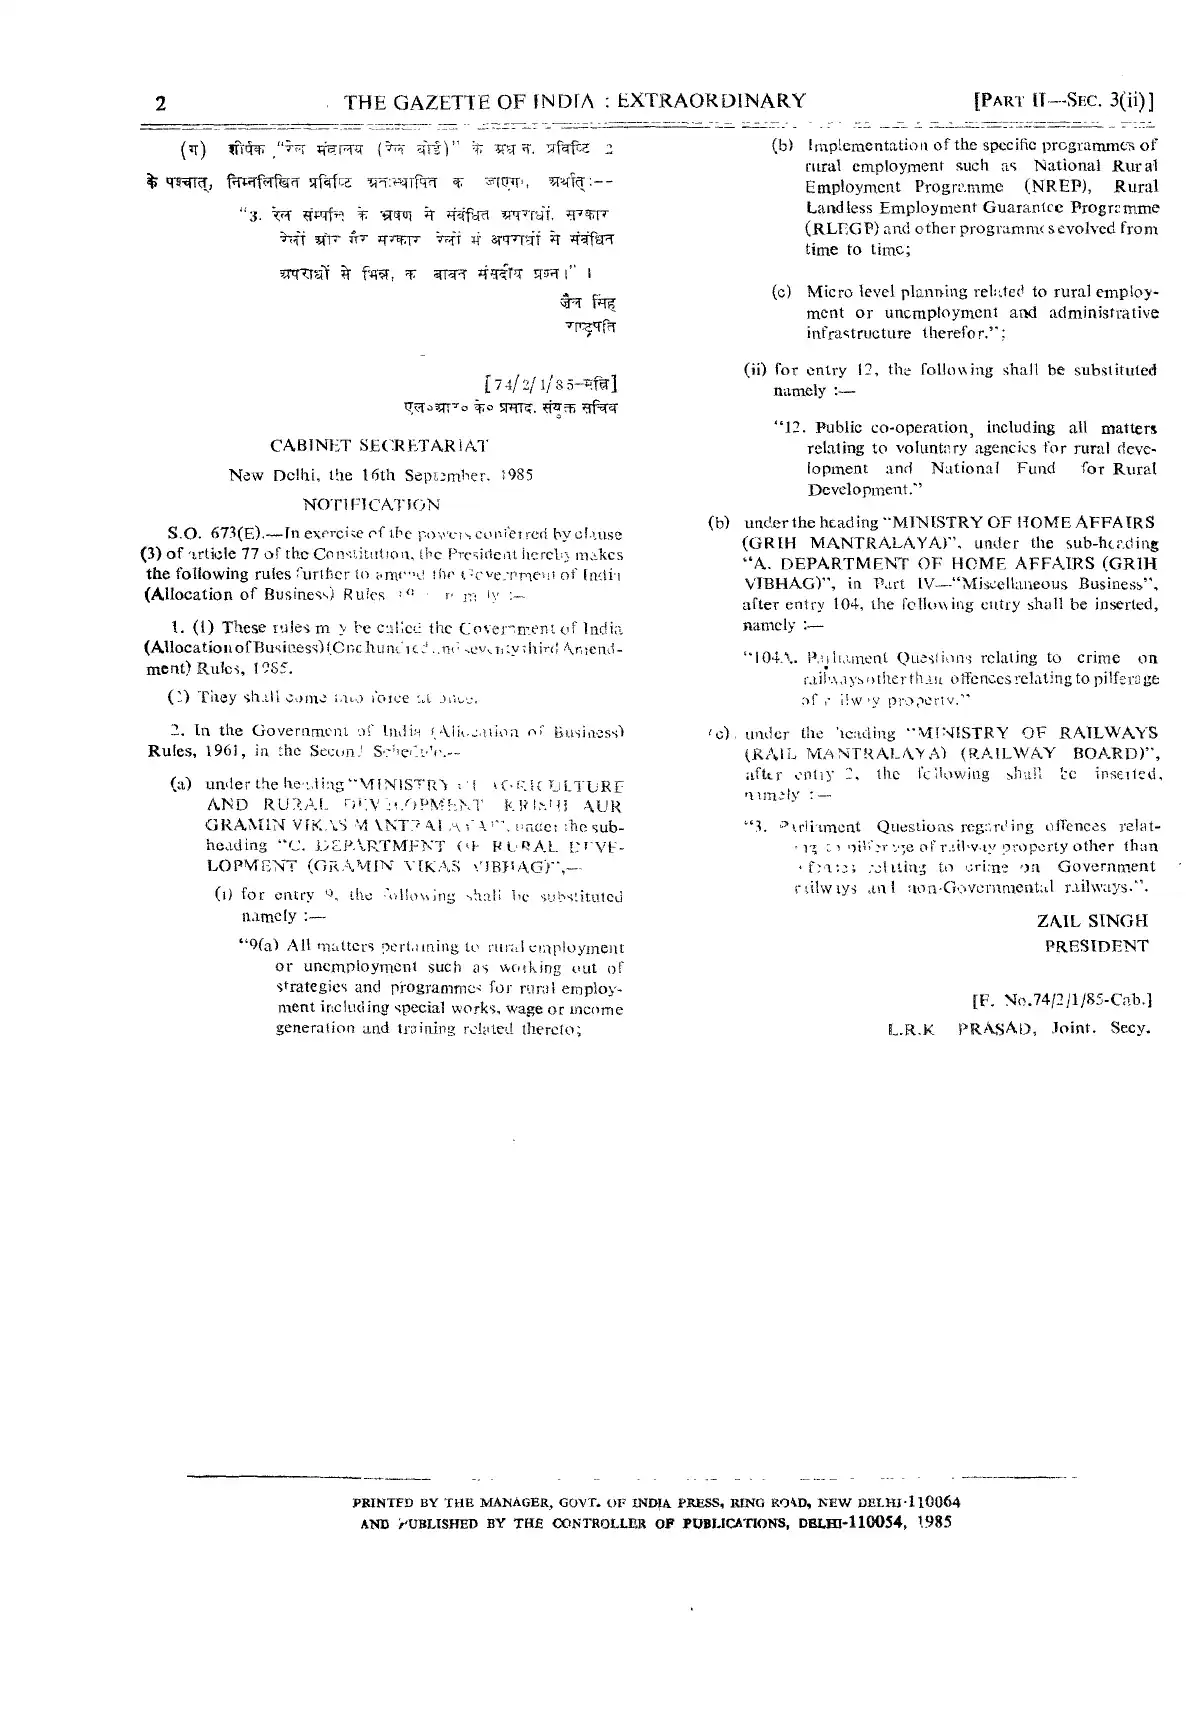 2 THE GAZETTE OF INDIA : EXTRAORDINARY [PART II—SEC. 3(ii)]
(ग) शीर्षक "रेल मंत्रालय (रेल बोर्ड)" के प्रविष्टि 2
के पश्चात्, निम्नलिखित प्रविष्टि अर्थात् :--
"3. रेल संबंधित
रेलों और रेलों में अपराधों से संबंधित
अपराधों से भिन्न, के बाबत संसदीय प्रश्न ।" ।
जैल सिंह
राष्ट्रपति
[74/2/1/85-मंत्रि]
एल०आर० के० प्रसाद, संयुक्त सचिव
CABINET SECRETARIAT
New Delhi, the 16th September, 1985
NOTIFICATION
S.O. 673(E).—In exercise of the powers conferred by clause
(3) of article 77 of the Constitution, the President hereby makes
the following rules further to amend the Government of India
(Allocation of Business) Rules :—
1. (1) These rules may be called the Government of India
(Allocation of Business) (One hundred and seventy third Amend-
ment) Rules, 1985.
(2) They shall come into force at once.
2. In the Government of India (Allocation of Business)
Rules, 1961, in the Second Schedule.--
(a) under the heading "MINISTRY OF AGRICULTURE
AND RURAL DEVELOPMENT KRISHI AUR
GRAMIN VIKAS MANTRALAYA)", under the sub-
heading "C. DEPARTMENT OF RURAL DEVE-
LOPMENT (GRAMIN VIKAS VIBHAG)",—
(i) for entry 9, the following shall be substituted
namely :—
"9(a) All matters pertaining to rural employment
or unemployment such as working out of
strategies and programmes for rural employ-
ment including special works, wage or income
generation and training related thereto;
(b) Implementation of the specific programmes of
rural employment such as National Rural
Employment Programme (NREP), Rural
Landless Employment Guarantee Programme
(RLEGP) and other programmes evolved from
time to time;
(c) Micro level planning related to rural employ-
ment or unemployment and administrative
infrastructure therefor.";
(ii) for entry 12, the following shall be substituted
namely :—
"12. Public co-operation, including all matters
relating to voluntary agencies for rural deve-
lopment and National Fund for Rural
Development."
(b) under the heading "MINISTRY OF HOME AFFAIRS
(GRIH MANTRALAYA)", under the sub-heading
"A. DEPARTMENT OF HOME AFFAIRS (GRIH
VIBHAG)", in Part IV—"Miscellaneous Business",
after entry 104, the following entry shall be inserted,
namely :—
"104A. Parliament Questions relating to crime on
railways other than offences relating to pilferage
of railway property."
(c) under the heading "MINISTRY OF RAILWAYS
(RAIL MANTRALAYA) (RAILWAY BOARD)",
after entry 2, the following shall be inserted,
namely :—
"3. Parliament Questions regarding offences relat-
ing to pilferage of railway property other than
offences relating to crime on Government
railways and non-Governmental railways.".
ZAIL SINGH
PRESIDENT
[F. No.74/2/1/85-Cab.]
L.R.K PRASAD, Joint. Secy.
PRINTED BY THE MANAGER, GOVT. OF INDIA PRESS, RING ROAD, NEW DELHI-110064
AND PUBLISHED BY THE CONTROLLER OF PUBLICATIONS, DELHI-110054, 1985